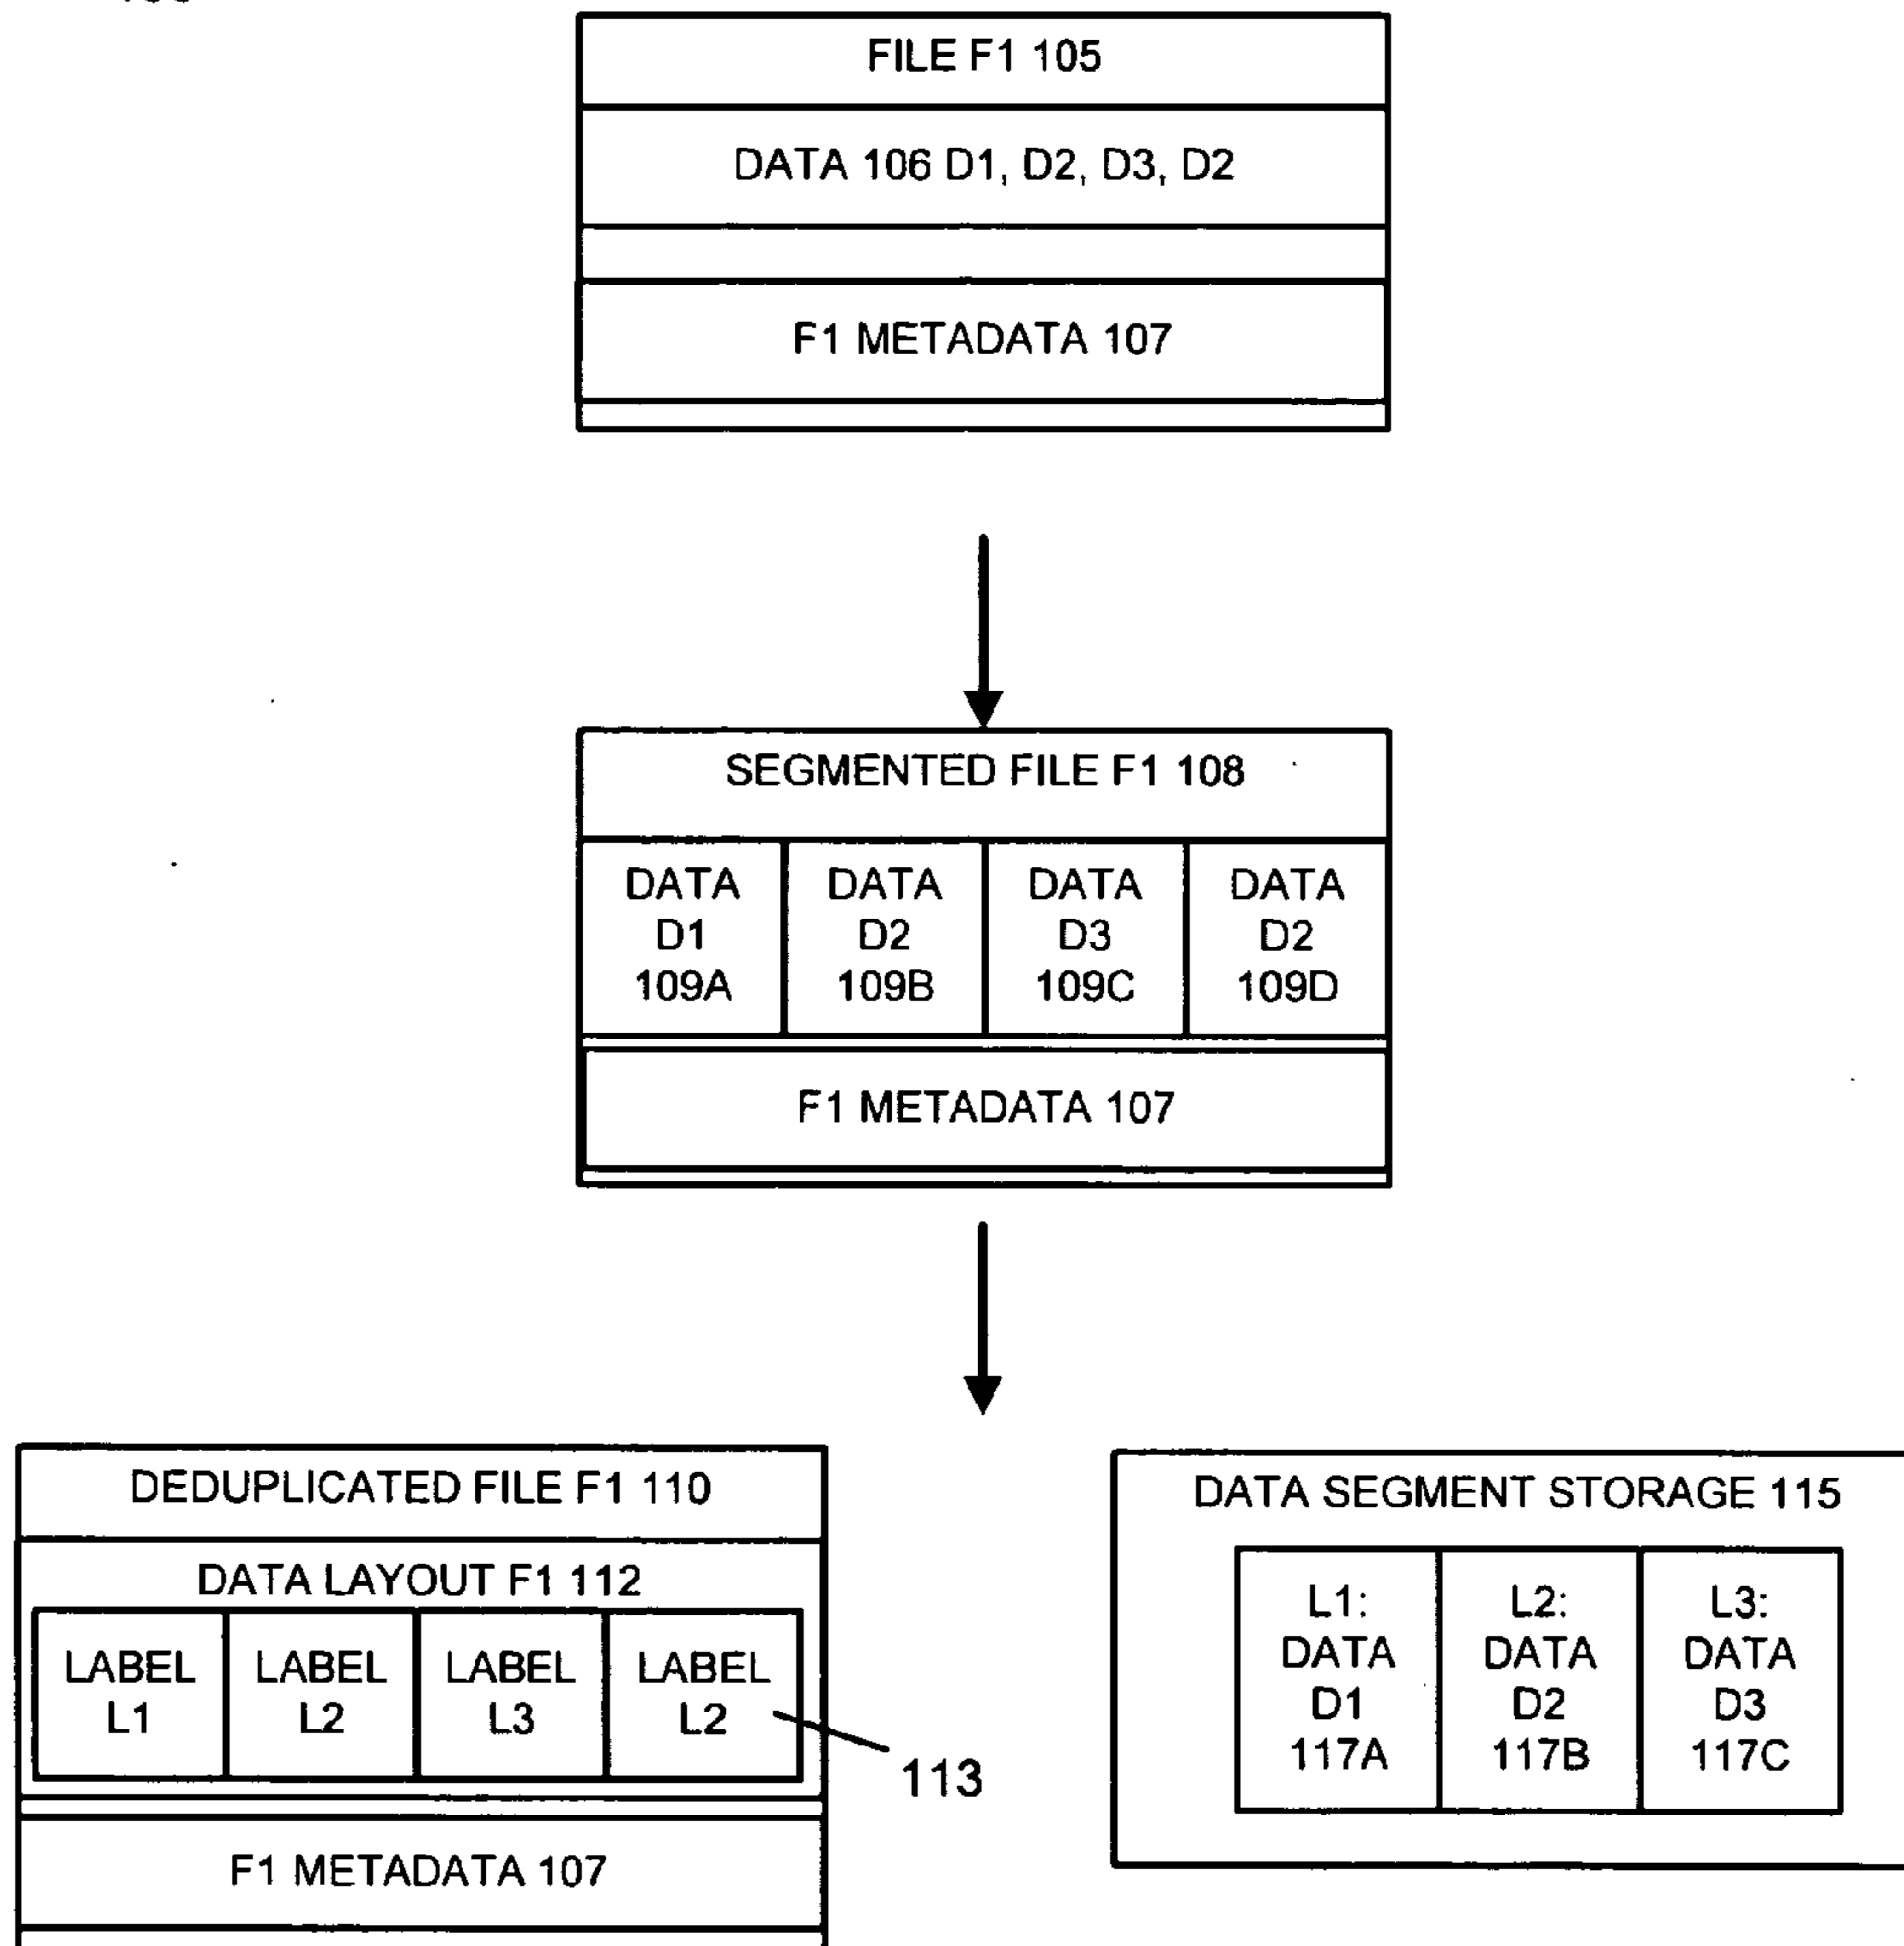 FILE F1 105
DATA 106 D1, D2, D3, D2
F1 METADATA 107
SEGMENTED FILE F1 108
DATA
D1
109A
DATA
D2
109B
DATA
D3
109C
DATA
D2
109D
F1 METADATA 107
DEDUPLICATED FILE F1 110
DATA LAYOUT F1 112
LABEL
L1
LABEL
L2
LABEL
L3
LABEL
L2
113
F1 METADATA 107
DATA SEGMENT STORAGE 115
L1:
DATA
D1
117A
L2:
DATA
D2
117B
L3:
DATA
D3
117C